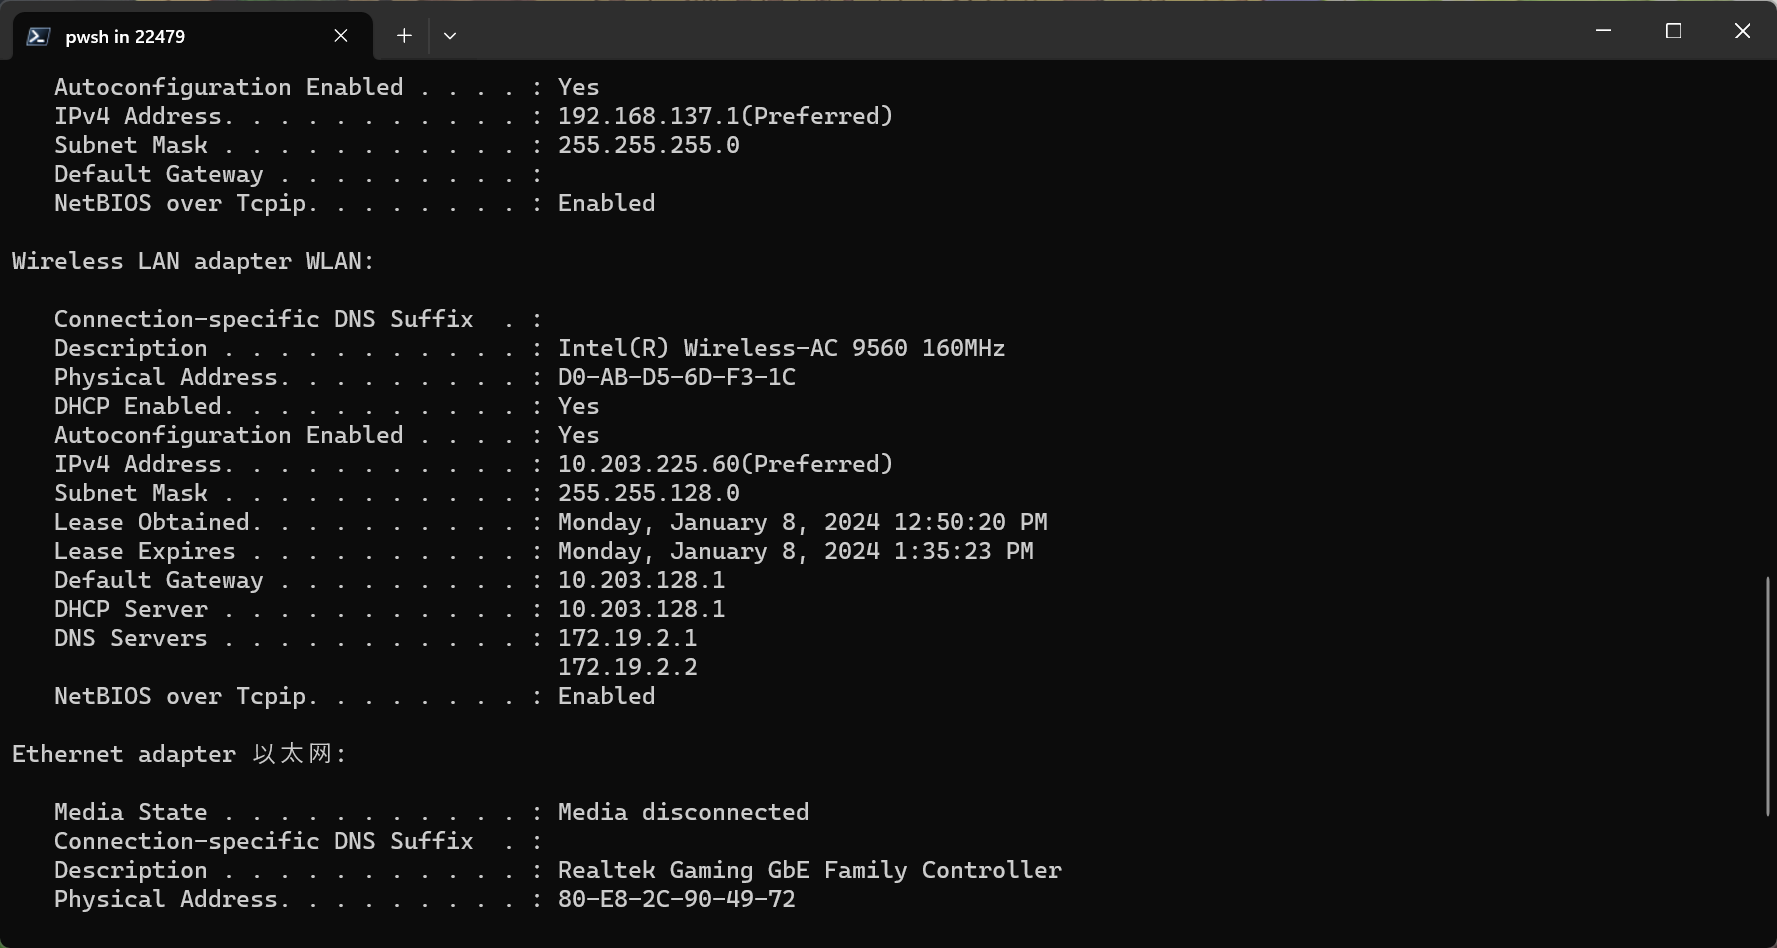 pwsh in 22479
Autoconfiguration Enabled . . . . : Yes
IPv4 Address. . . . . . . . . . . : 192.168.137.1(Preferred)
Subnet Mask . . . . . . . . . . . : 255.255.255.0
Default Gateway . . . . . . . . . :
NetBIOS over Tcpip. . . . . . . . : Enabled
Wireless LAN adapter WLAN:
Connection-specific DNS Suffix  . :
Description . . . . . . . . . . . : Intel(R) Wireless-AC 9560 160MHz
Physical Address. . . . . . . . . : D0-AB-D5-6D-F3-1C
DHCP Enabled. . . . . . . . . . . : Yes
Autoconfiguration Enabled . . . . : Yes
IPv4 Address. . . . . . . . . . . : 10.203.225.60(Preferred)
Subnet Mask . . . . . . . . . . . : 255.255.128.0
Lease Obtained. . . . . . . . . . : Monday, January 8, 2024 12:50:20 PM
Lease Expires . . . . . . . . . . : Monday, January 8, 2024 1:35:23 PM
Default Gateway . . . . . . . . . : 10.203.128.1
DHCP Server . . . . . . . . . . . : 10.203.128.1
DNS Servers . . . . . . . . . . . : 172.19.2.1
172.19.2.2
NetBIOS over Tcpip. . . . . . . . : Enabled
Ethernet adapter 以太网:
Media State . . . . . . . . . . . : Media disconnected
Connection-specific DNS Suffix  . :
Description . . . . . . . . . . . : Realtek Gaming GbE Family Controller
Physical Address. . . . . . . . . : 80-E8-2C-90-49-72